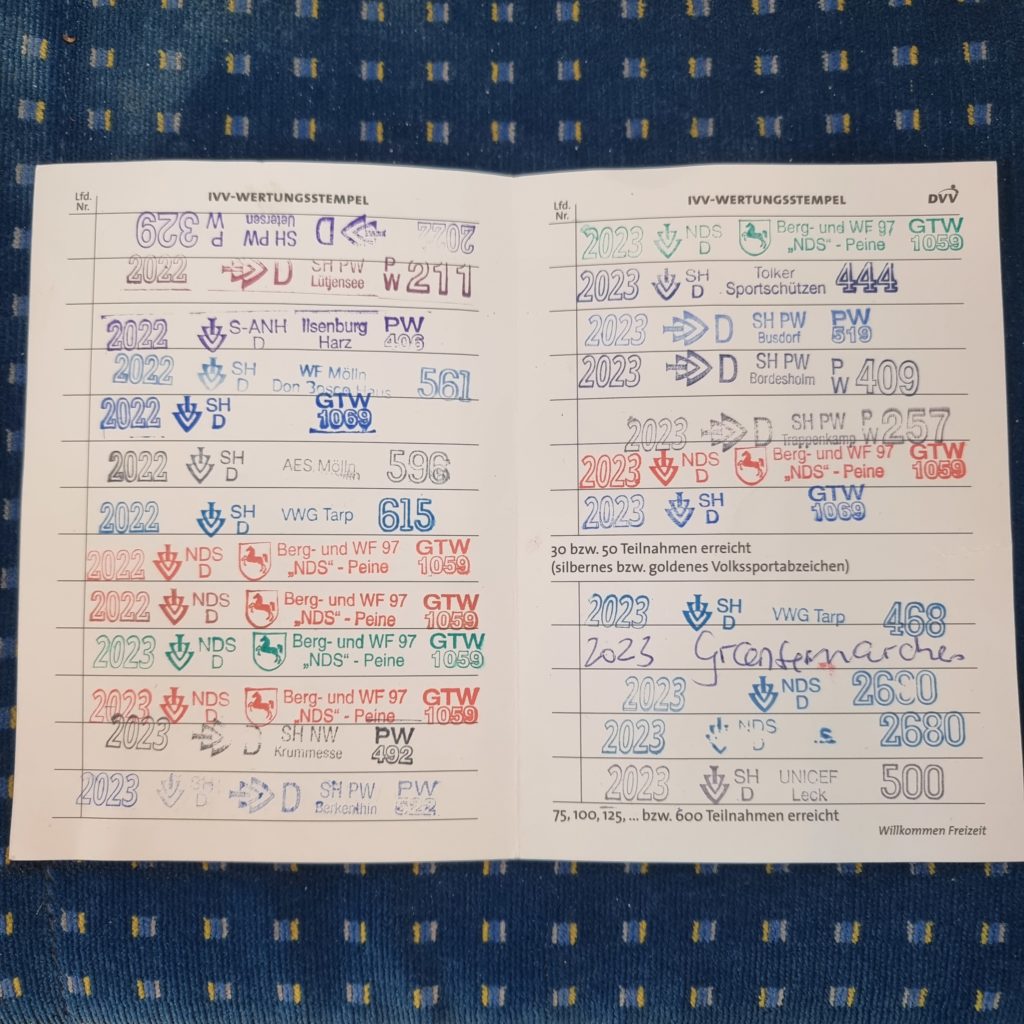 Lfd.
Nr.
IVV-WERTUNGSSTEMPEL
2022 D SH PW Uetersen PW 329
2022 D SH PW Lütjensee PW 211
2022 S-ANH D Ilsenburg Harz PW 406
2022 SH D WF Mölln Don Bosco Haus 561
2022 SH D GTW 1069
2022 SH D AES Mölln 596
2022 SH D VWG Tarp 615
2022 NDS D Berg- und WF 97 „NDS“ - Peine GTW 1059
2022 NDS D Berg- und WF 97 „NDS“ - Peine GTW 1059
2023 NDS D Berg- und WF 97 „NDS“ - Peine GTW 1059
2023 NDS D Berg- und WF 97 „NDS“ - Peine GTW 1059
2023 D SH NW Krummesse PW 492
2023 SH D D SH PW Berkenthin PW
Lfd.
Nr.
IVV-WERTUNGSSTEMPEL
DVV
2023 NDS D Berg- und WF 97 „NDS“ - Peine GTW 1059
2023 SH D Tolker Sportschützen 444
2023 D SH PW Busdorf PW 519
2023 D SH PW Bordesholm PW 409
2023 D SH PW Trappenkamp PW 257
2023 NDS D Berg- und WF 97 „NDS“ - Peine GTW 1059
2023 SH D GTW 1069
30 bzw. 50 Teilnahmen erreicht
(silbernes bzw. goldenes Volkssportabzeichen)
2023 SH D VWG Tarp 468
2023
2023 NDS D 2680
2023 NDS D 2680
2023 SH D UNICEF Leck 500
75, 100, 125, ... bzw. 600 Teilnahmen erreicht
Willkommen Freizeit